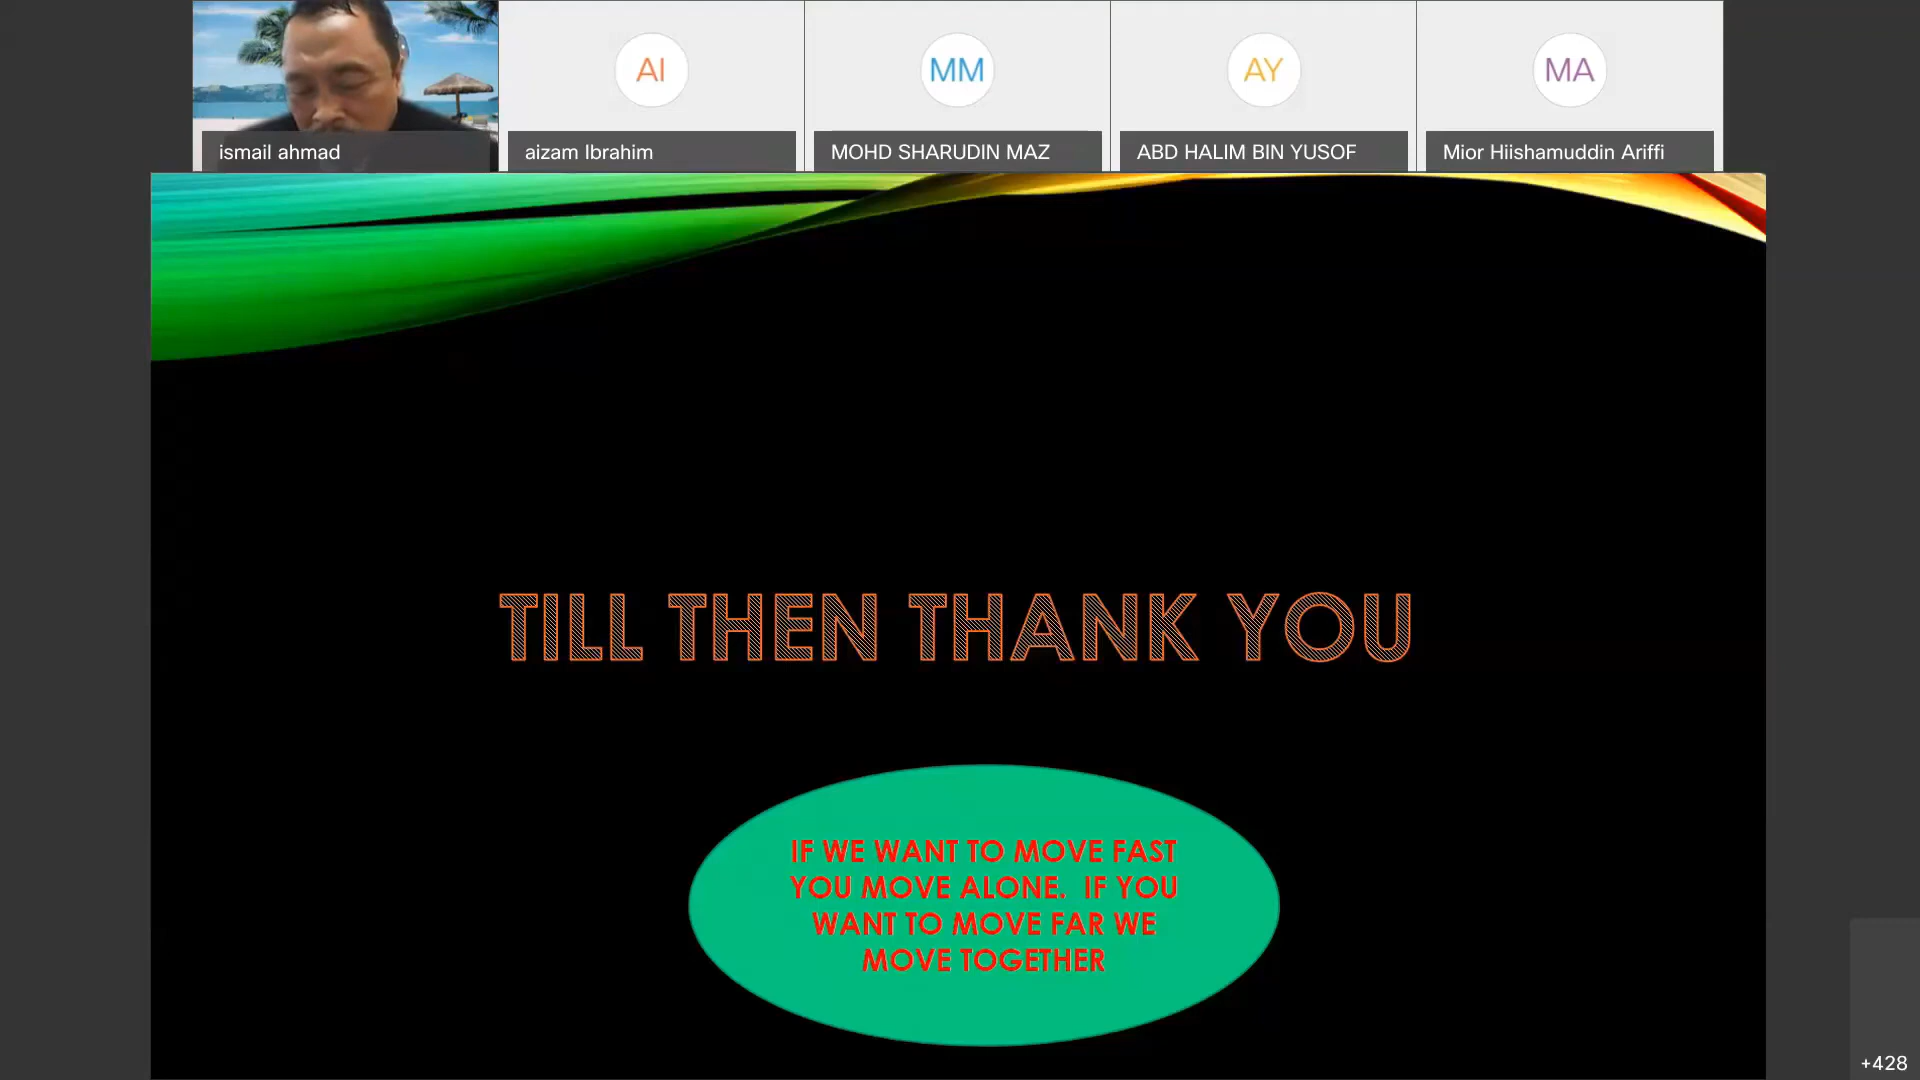 AI
MM
AY
MA
ismail ahmad
aizam Ibrahim
MOHD SHARUDIN MAZ
ABD HALIM BIN YUSOF
Mior Hiishamuddin Ariffi
TILL THEN THANK YOU
IF WE WANT TO MOVE FAST
YOU MOVE ALONE.  IF YOU
WANT TO MOVE FAR WE
MOVE TOGETHER
+428